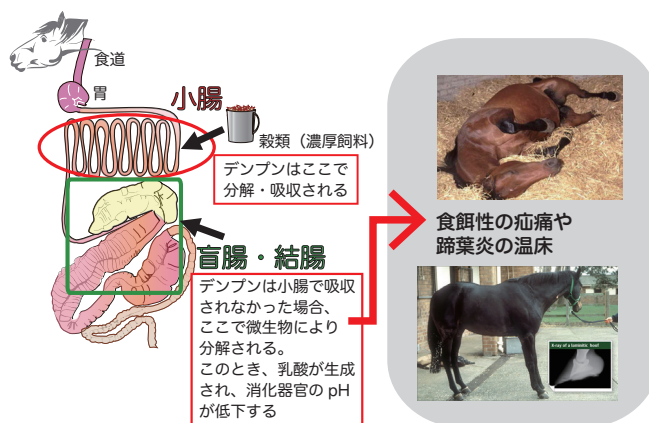 食道
胃
小腸
穀類（濃厚飼料）
デンプンはここで
分解・吸収される
盲腸・結腸
デンプンは小腸で吸収
されなかった場合、
ここで微生物により
分解される。
このとき、乳酸が生成
され、消化器官の pH
が低下する
食餌性の疝痛や
蹄葉炎の温床
X-ray of a laminitic hoof